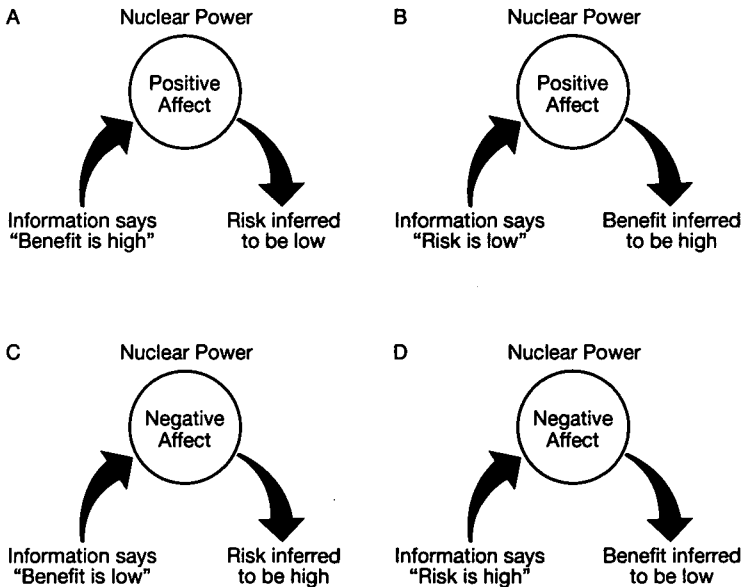 A
Nuclear Power
Positive
Affect
Information says
“Benefit is high”
Risk inferred
to be low
B
Nuclear Power
Positive
Affect
Information says
“Risk is low”
Benefit inferred
to be high
C
Nuclear Power
Negative
Affect
Information says
“Benefit is low”
Risk inferred
to be high
D
Nuclear Power
Negative
Affect
Information says
“Risk is high”
Benefit inferred
to be low